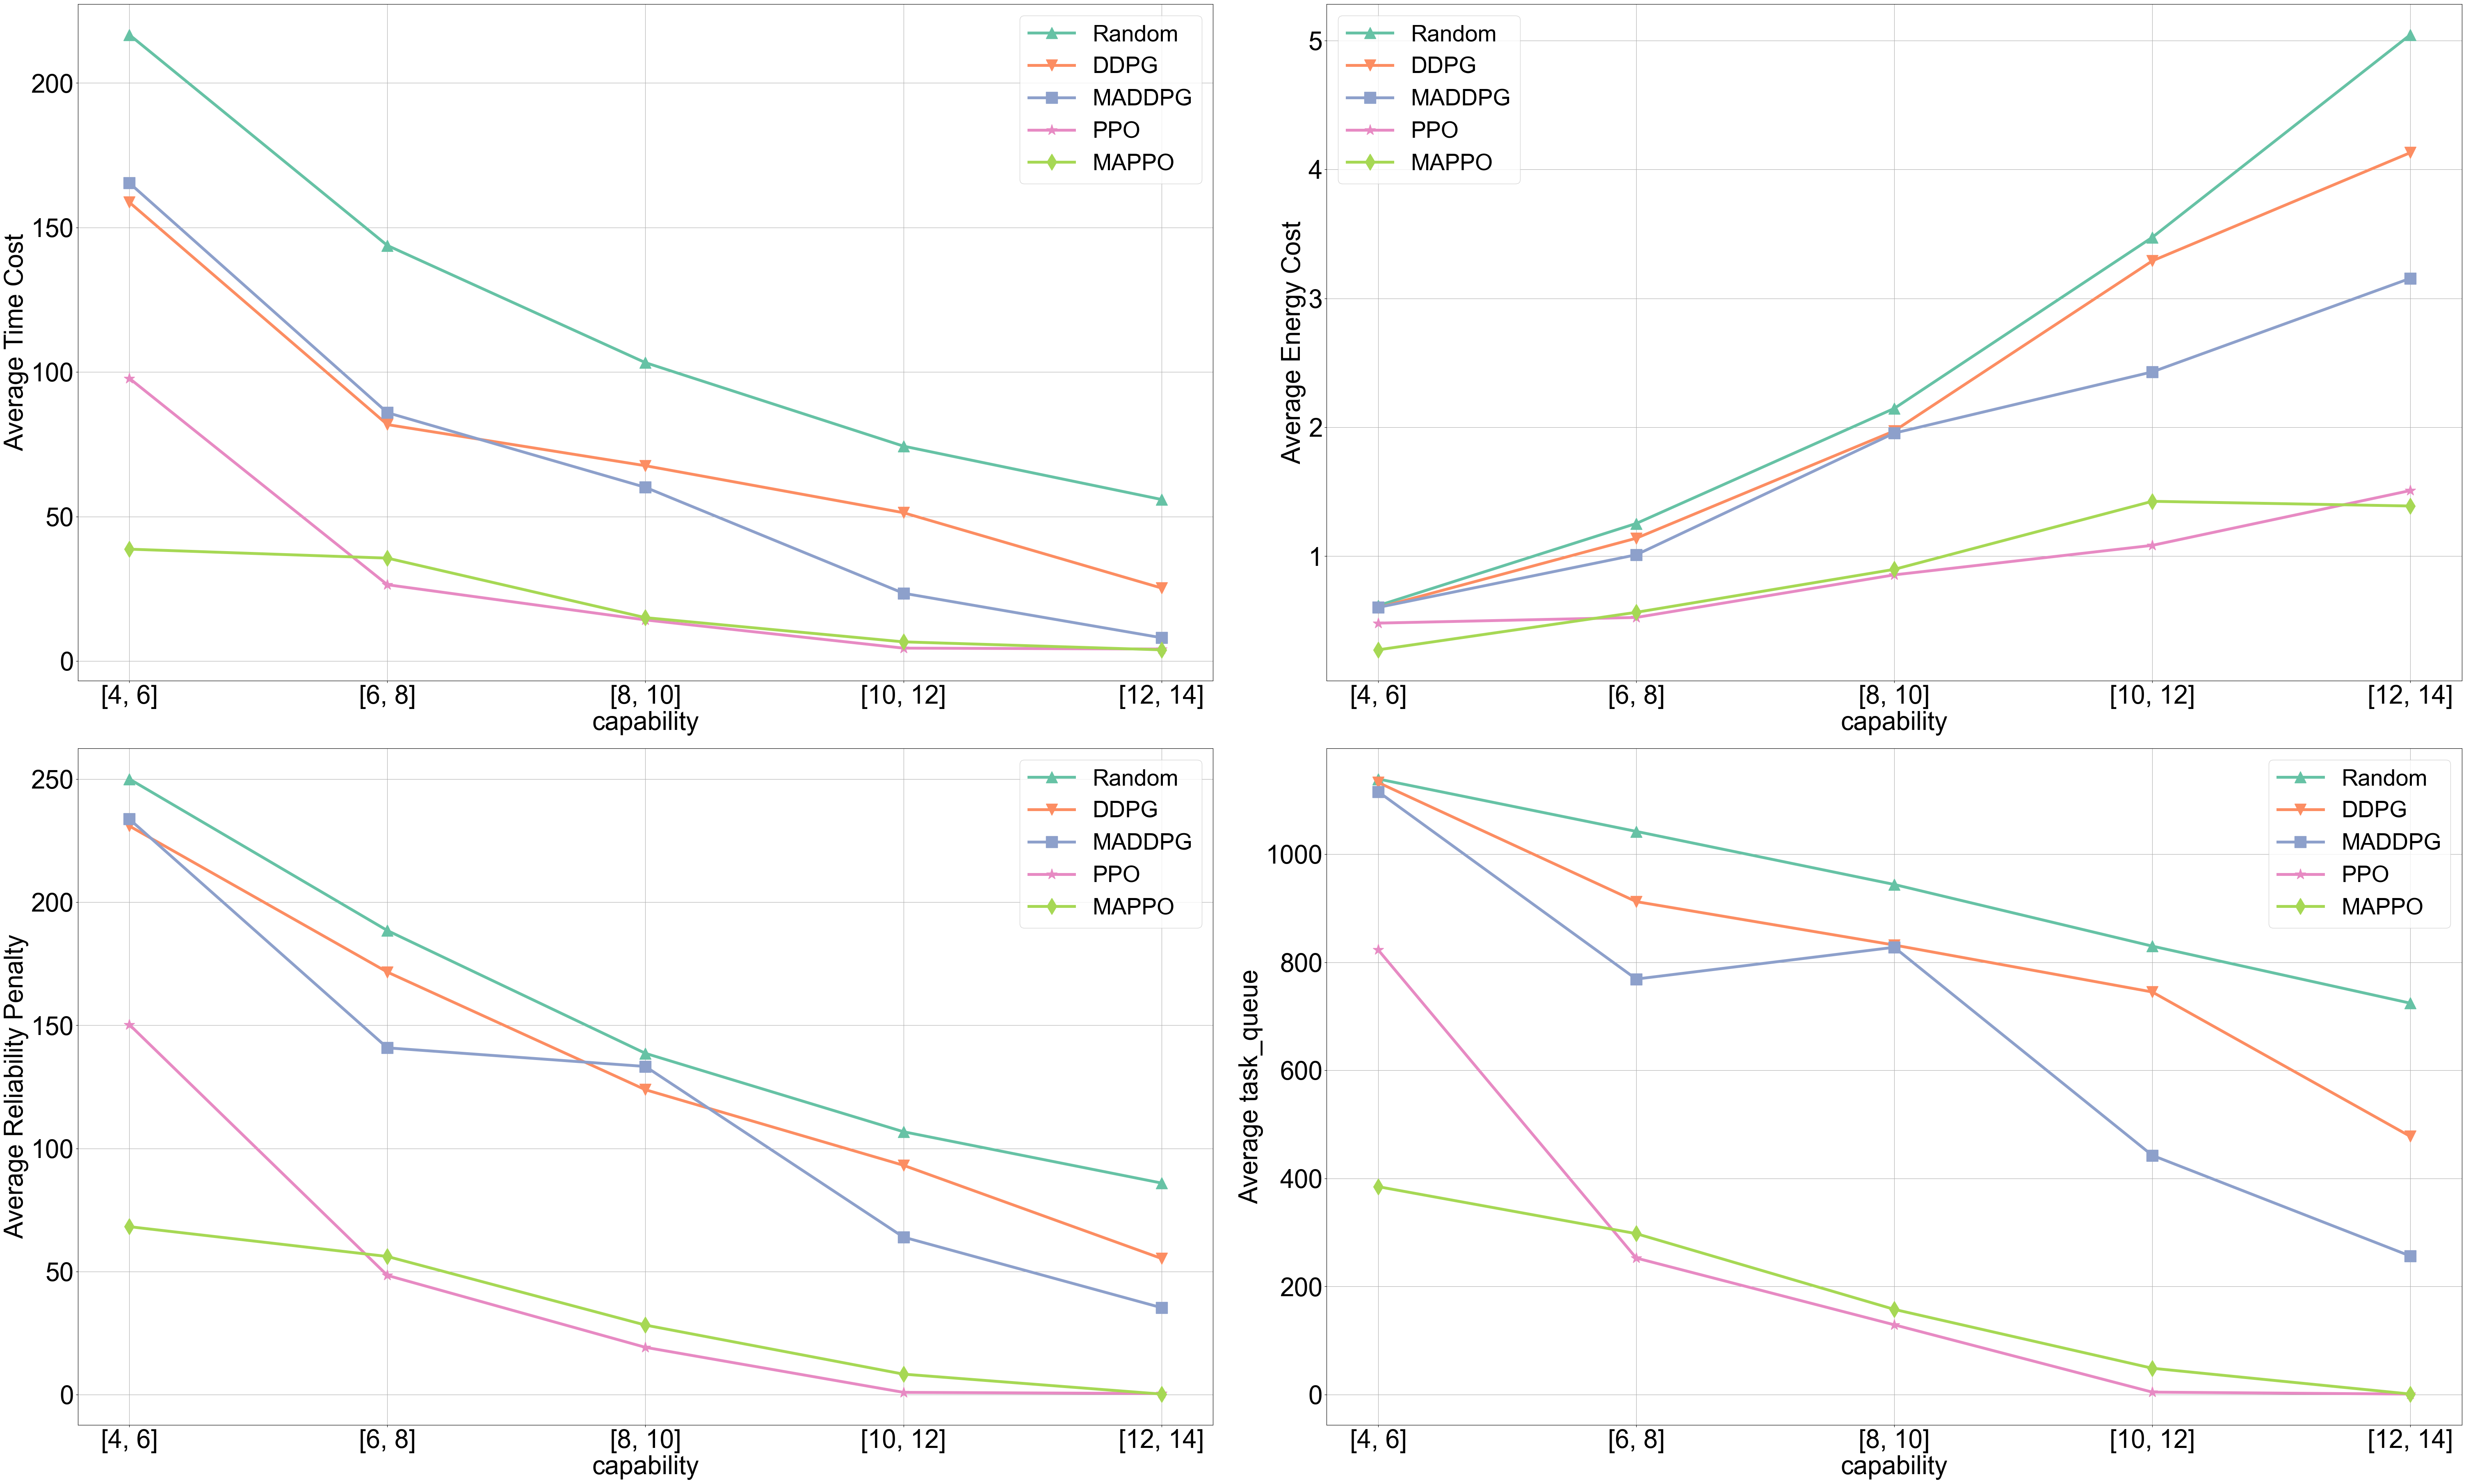 Average Time Cost
200
150
100
50
0
[4, 6] [6, 8] [8, 10] [10, 12] [12, 14]
capability
Random
DDPG
MADDPG
PPO
MAPPO
Average Energy Cost
5
4
3
2
1
[4, 6] [6, 8] [8, 10] [10, 12] [12, 14]
capability
Random
DDPG
MADDPG
PPO
MAPPO
Average Reliability Penalty
250
200
150
100
50
0
[4, 6] [6, 8] [8, 10] [10, 12] [12, 14]
capability
Random
DDPG
MADDPG
PPO
MAPPO
Average task_queue
1000
800
600
400
200
0
[4, 6] [6, 8] [8, 10] [10, 12] [12, 14]
capability
Random
DDPG
MADDPG
PPO
MAPPO